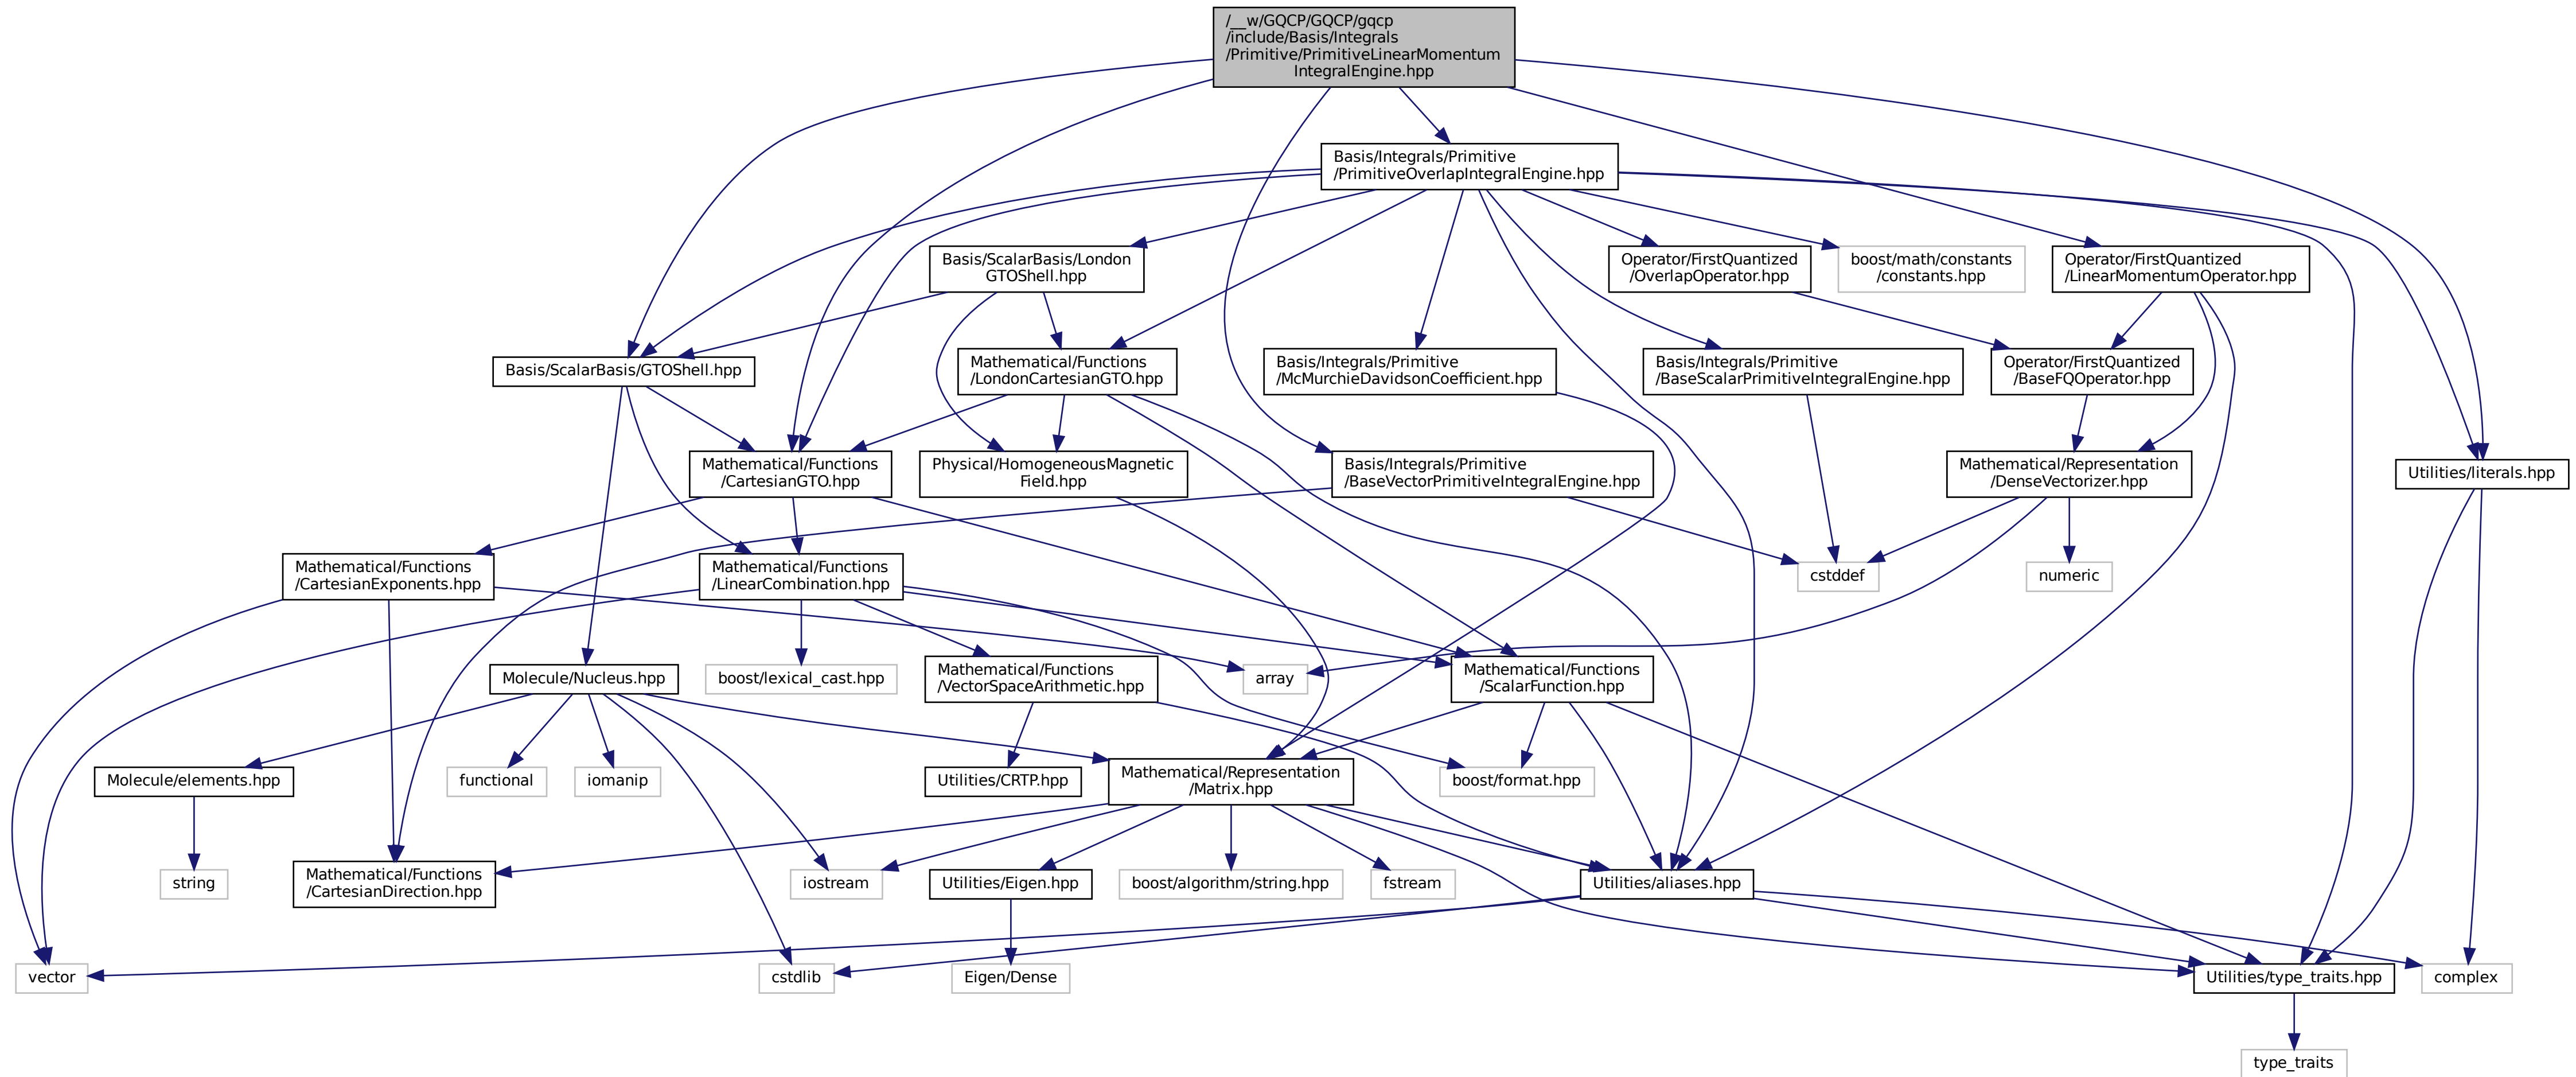 /__w/GQCP/GQCP/gqcp
/include/Basis/Integrals
/Primitive/PrimitiveLinearMomentum
IntegralEngine.hpp
Basis/Integrals/Primitive
/PrimitiveOverlapIntegralEngine.hpp
Basis/ScalarBasis/London
GTOShell.hpp
Operator/FirstQuantized
/OverlapOperator.hpp
boost/math/constants
/constants.hpp
Operator/FirstQuantized
/LinearMomentumOperator.hpp
Basis/ScalarBasis/GTOShell.hpp
Mathematical/Functions
/LondonCartesianGTO.hpp
Basis/Integrals/Primitive
/McMurchieDavidsonCoefficient.hpp
Basis/Integrals/Primitive
/BaseScalarPrimitiveIntegralEngine.hpp
Operator/FirstQuantized
/BaseFQOperator.hpp
Mathematical/Functions
/CartesianGTO.hpp
Physical/HomogeneousMagnetic
Field.hpp
Basis/Integrals/Primitive
/BaseVectorPrimitiveIntegralEngine.hpp
Mathematical/Representation
/DenseVectorizer.hpp
Utilities/literals.hpp
Mathematical/Functions
/CartesianExponents.hpp
Mathematical/Functions
/LinearCombination.hpp
cstddef
numeric
Molecule/Nucleus.hpp
boost/lexical_cast.hpp
Mathematical/Functions
/VectorSpaceArithmetic.hpp
array
Mathematical/Functions
/ScalarFunction.hpp
Molecule/elements.hpp
functional
iomanip
Utilities/CRTP.hpp
Mathematical/Representation
/Matrix.hpp
boost/format.hpp
string
Mathematical/Functions
/CartesianDirection.hpp
iostream
Utilities/Eigen.hpp
boost/algorithm/string.hpp
fstream
Utilities/aliases.hpp
vector
cstdlib
Eigen/Dense
Utilities/type_traits.hpp
complex
type_traits